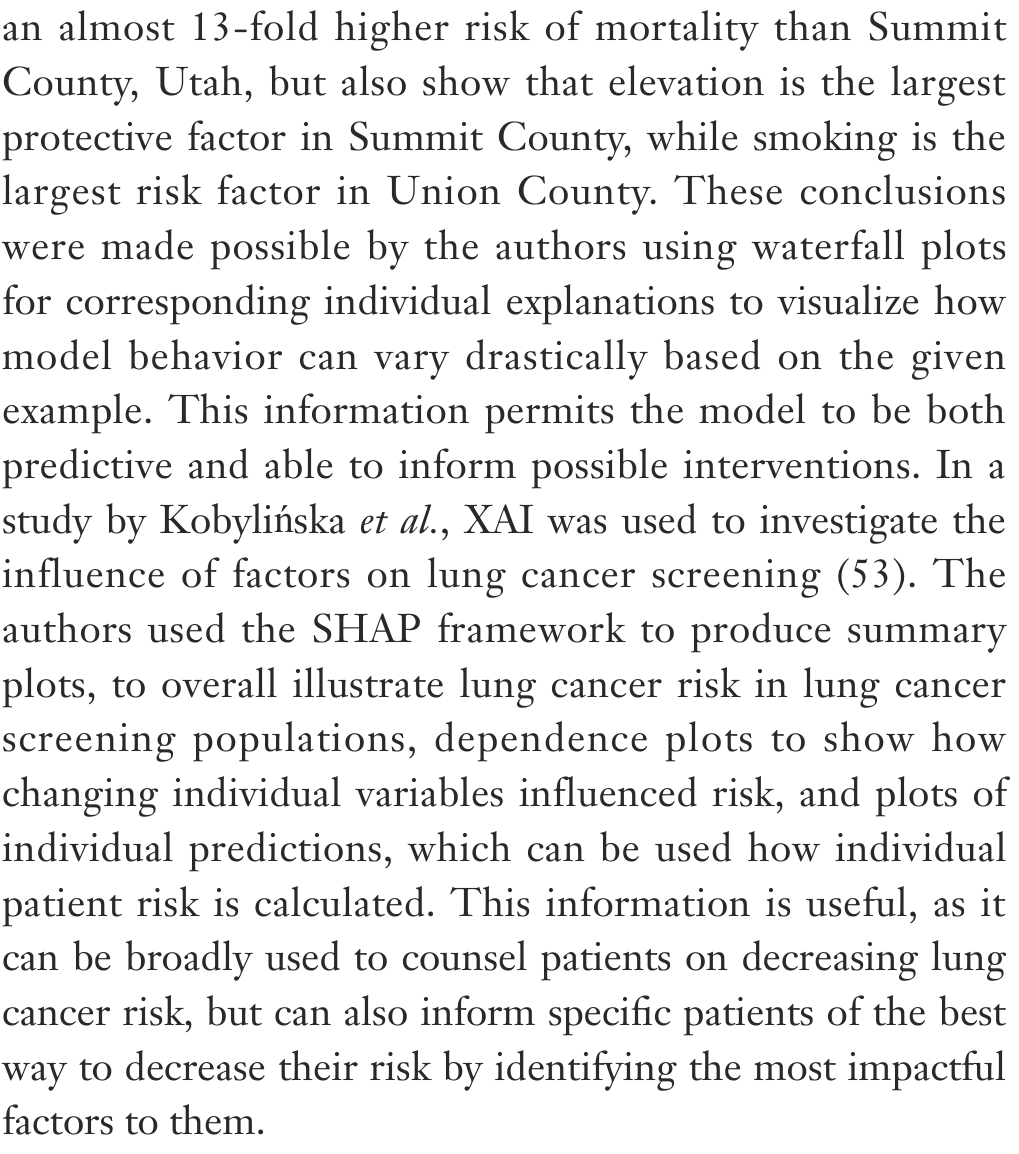 an almost 13-fold higher risk of mortality than Summit
County, Utah, but also show that elevation is the largest
protective factor in Summit County, while smoking is the
largest risk factor in Union County. These conclusions
were made possible by the authors using waterfall plots
for corresponding individual explanations to visualize how
model behavior can vary drastically based on the given
example. This information permits the model to be both
predictive and able to inform possible interventions. In a
study by Kobylińska et al., XAI was used to investigate the
influence of factors on lung cancer screening (53). The
authors used the SHAP framework to produce summary
plots, to overall illustrate lung cancer risk in lung cancer
screening populations, dependence plots to show how
changing individual variables influenced risk, and plots of
individual predictions, which can be used how individual
patient risk is calculated. This information is useful, as it
can be broadly used to counsel patients on decreasing lung
cancer risk, but can also inform specific patients of the best
way to decrease their risk by identifying the most impactful
factors to them.